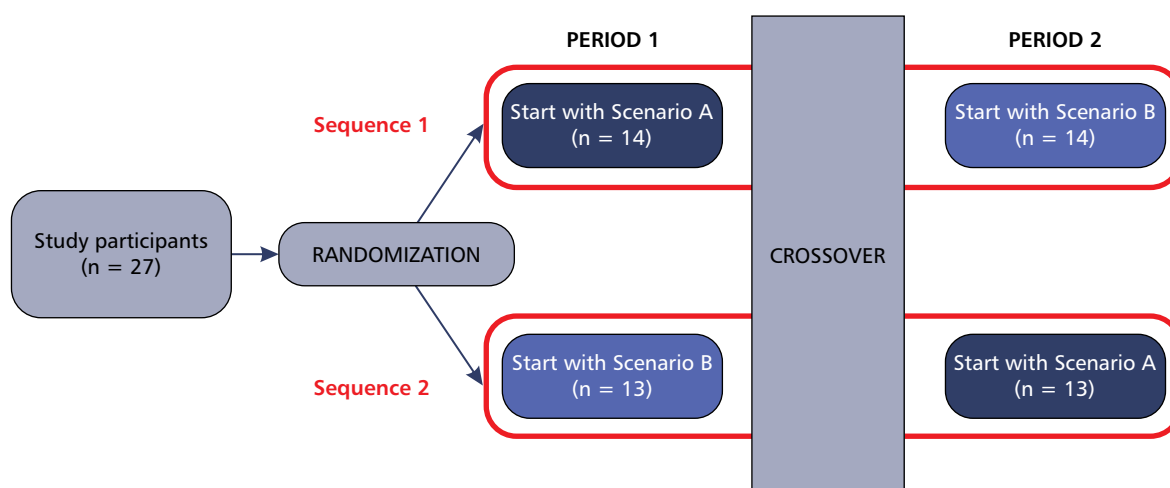 PERIOD 1
PERIOD 2
Sequence 1
Start with Scenario A
(n = 14)
Start with Scenario B
(n = 14)
Study participants
(n = 27)
RANDOMIZATION
CROSSOVER
Sequence 2
Start with Scenario B
(n = 13)
Start with Scenario A
(n = 13)